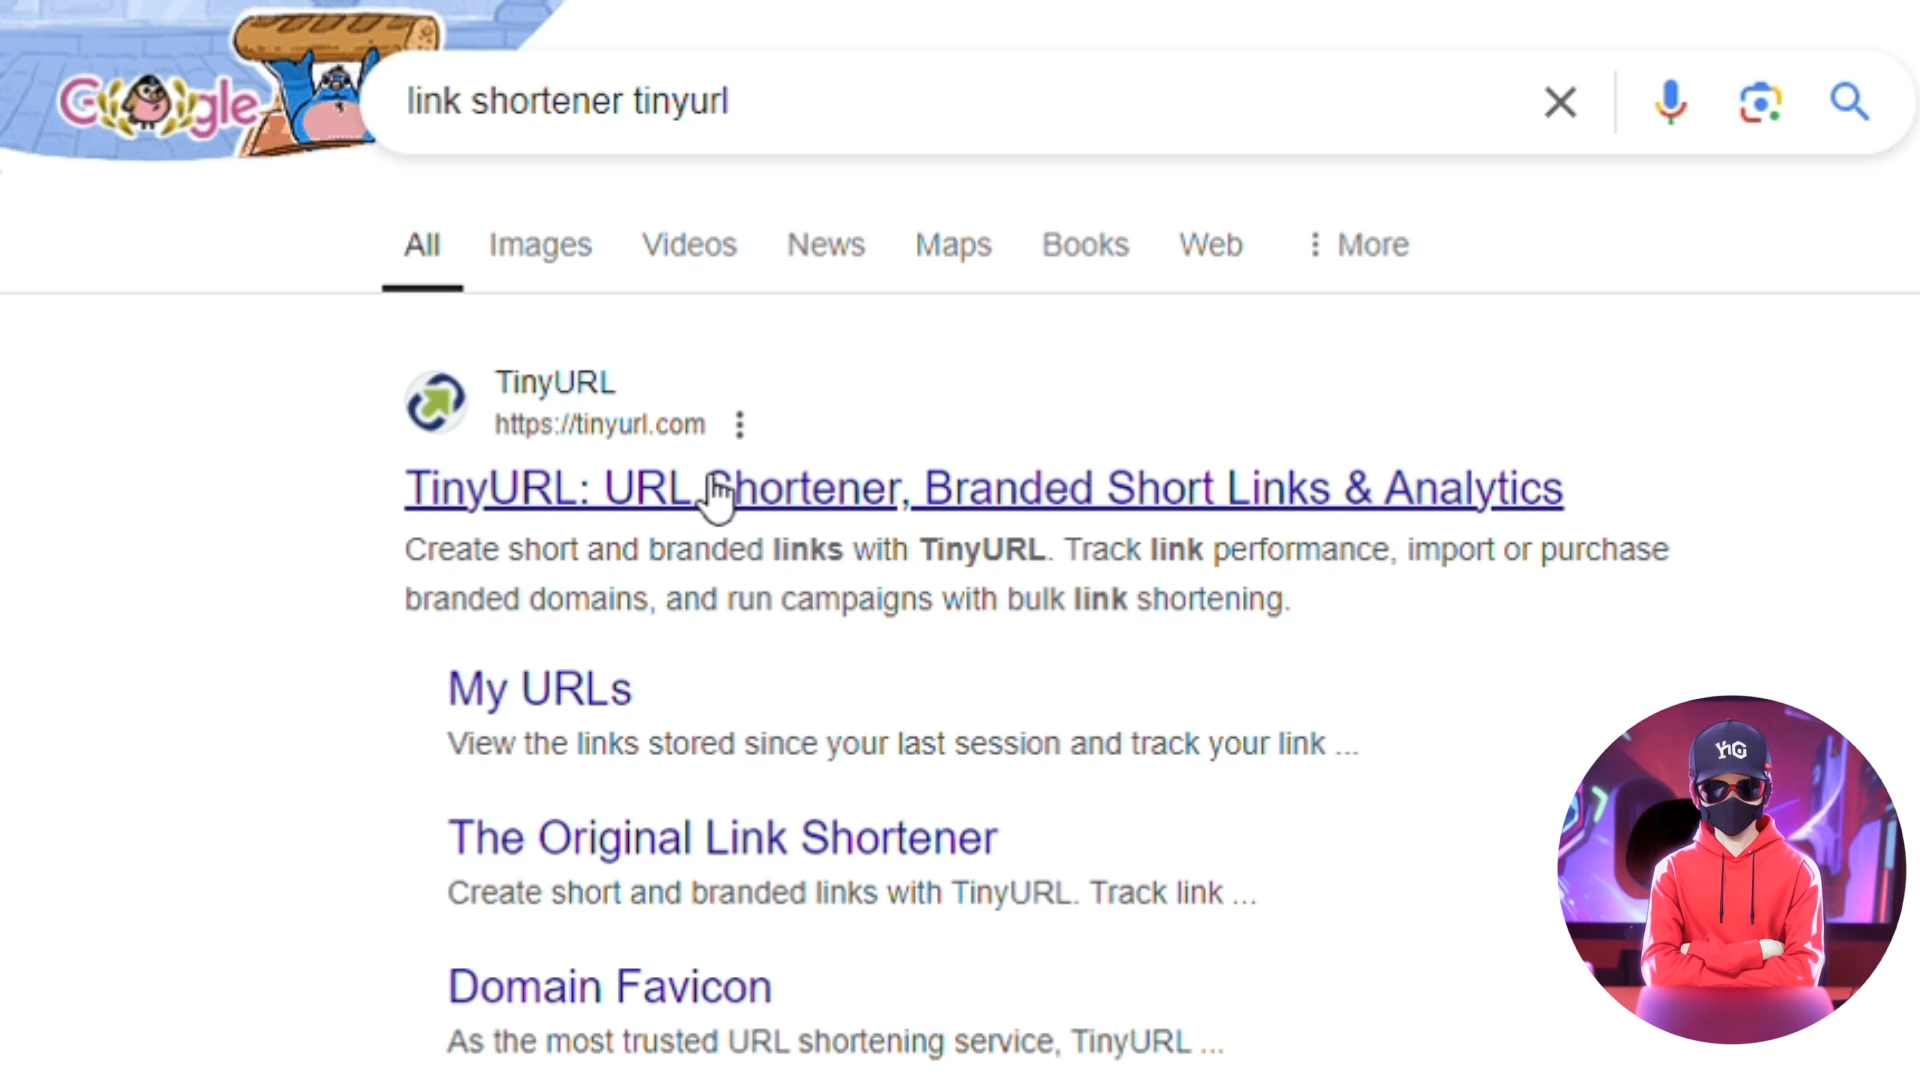 Google
link shortener tinyurl
All Images Videos News Maps Books Web More
TinyURL
https://tinyurl.com
TinyURL: URL Shortener, Branded Short Links & Analytics
Create short and branded links with TinyURL. Track link performance, import or purchase
branded domains, and run campaigns with bulk link shortening.
My URLs
View the links stored since your last session and track your link ...
The Original Link Shortener
Create short and branded links with TinyURL. Track link ...
Domain Favicon
As the most trusted URL shortening service, TinyURL ...